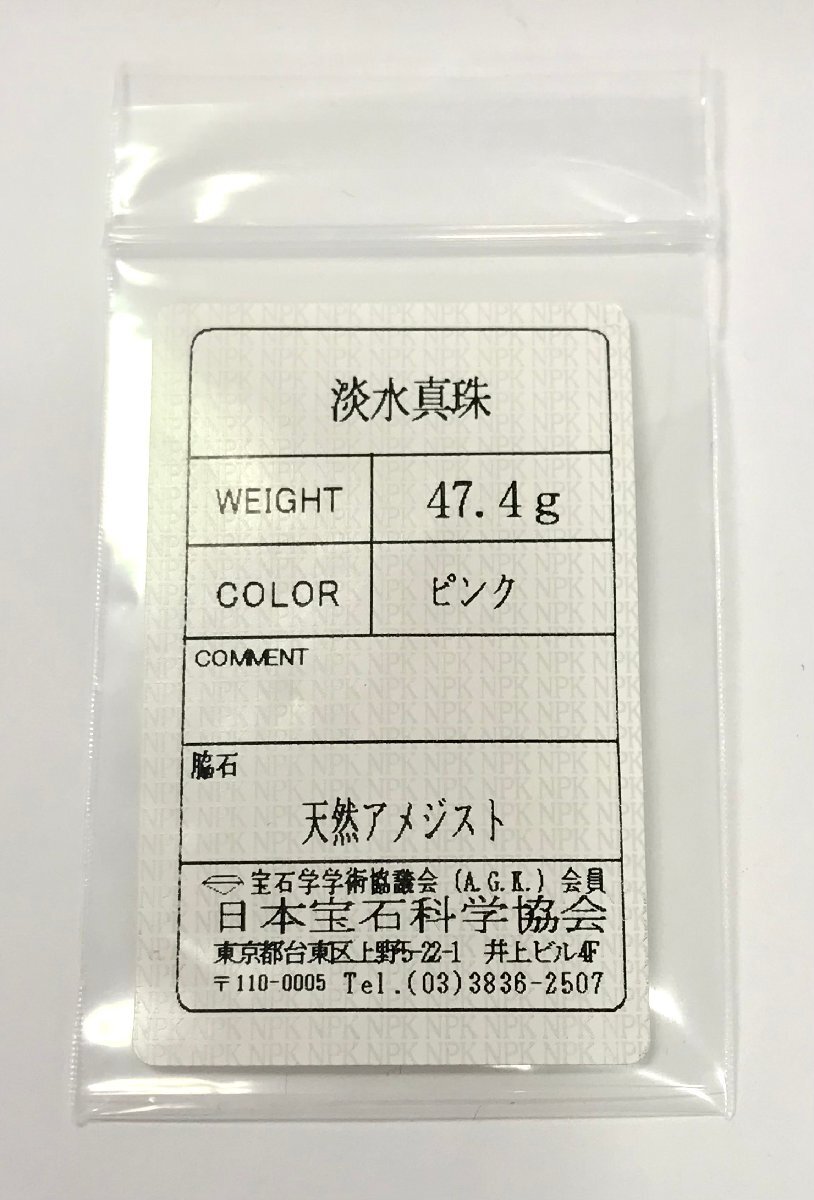 淡水真珠
WEIGHT 47.4g
COLOR ピンク
COMMENT
脇石
天然アメジスト
宝石学学術協議会(A.G.K.)会員
日本宝石科学協会
東京都台東区上野5-22-1 井上ビル4F
〒110-0005 Tel.(03)3836-2507